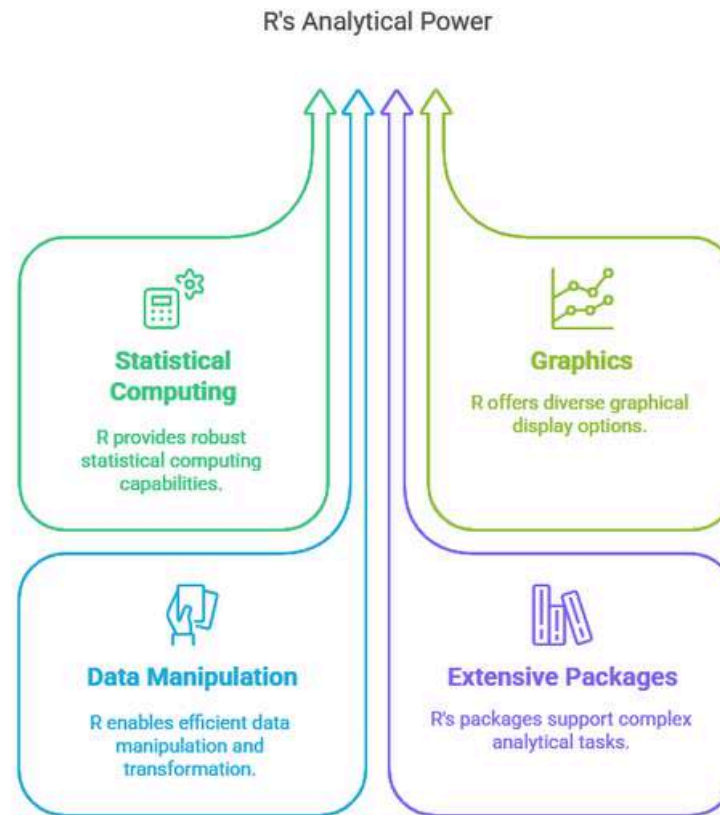 R's Analytical Power
Statistical
Computing
R provides robust
statistical computing
capabilities.
Graphics
R offers diverse graphical
display options.
Data Manipulation
R enables efficient data
manipulation and
transformation.
Extensive Packages
R's packages support complex
analytical tasks.